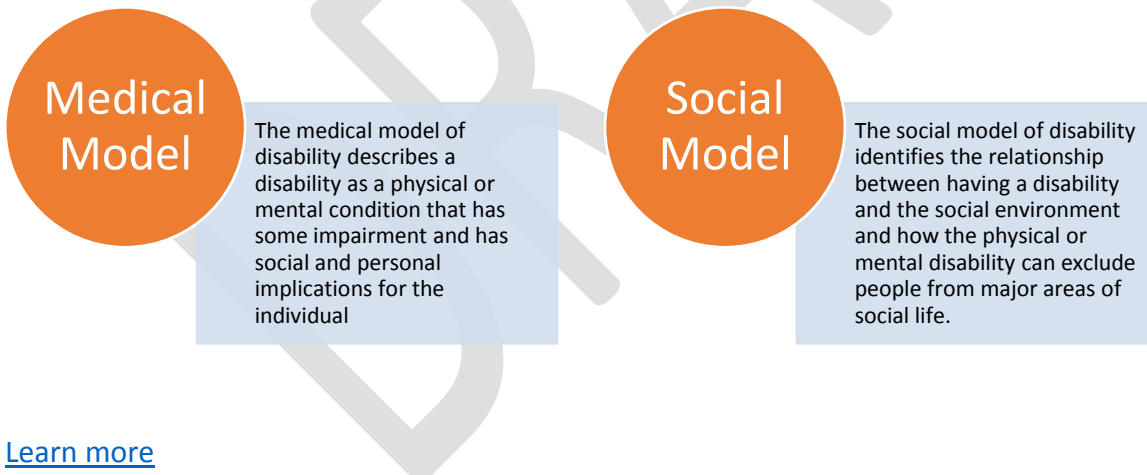 Medical
Model
The medical model of
disability describes a
disability as a physical or
mental condition that has
some impairment and has
social and personal
implications for the
individual
Social
Model
The social model of disability
identifies the relationship
between having a disability
and the social environment
and how the physical or
mental disability can exclude
people from major areas of
social life.
Learn more